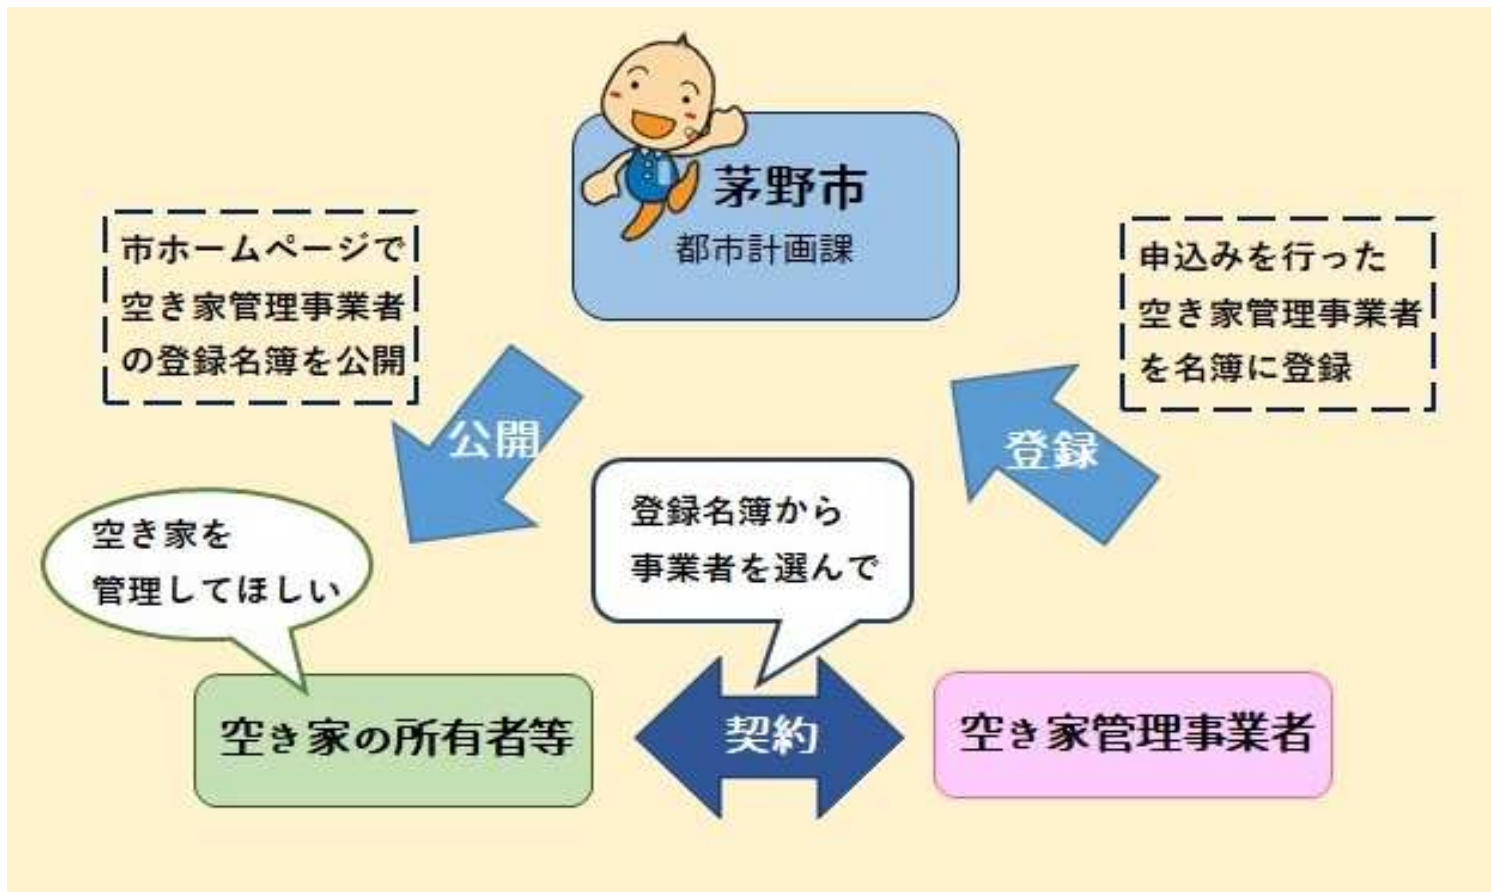 茅野市
都市計画課
市ホームページで
空き家管理事業者
の登録名簿を公開
申込みを行った
空き家管理事業者
を名簿に登録
公開
登録
登録名簿から
事業者を選んで
空き家を
管理してほしい
空き家の所有者等
契約
空き家管理事業者